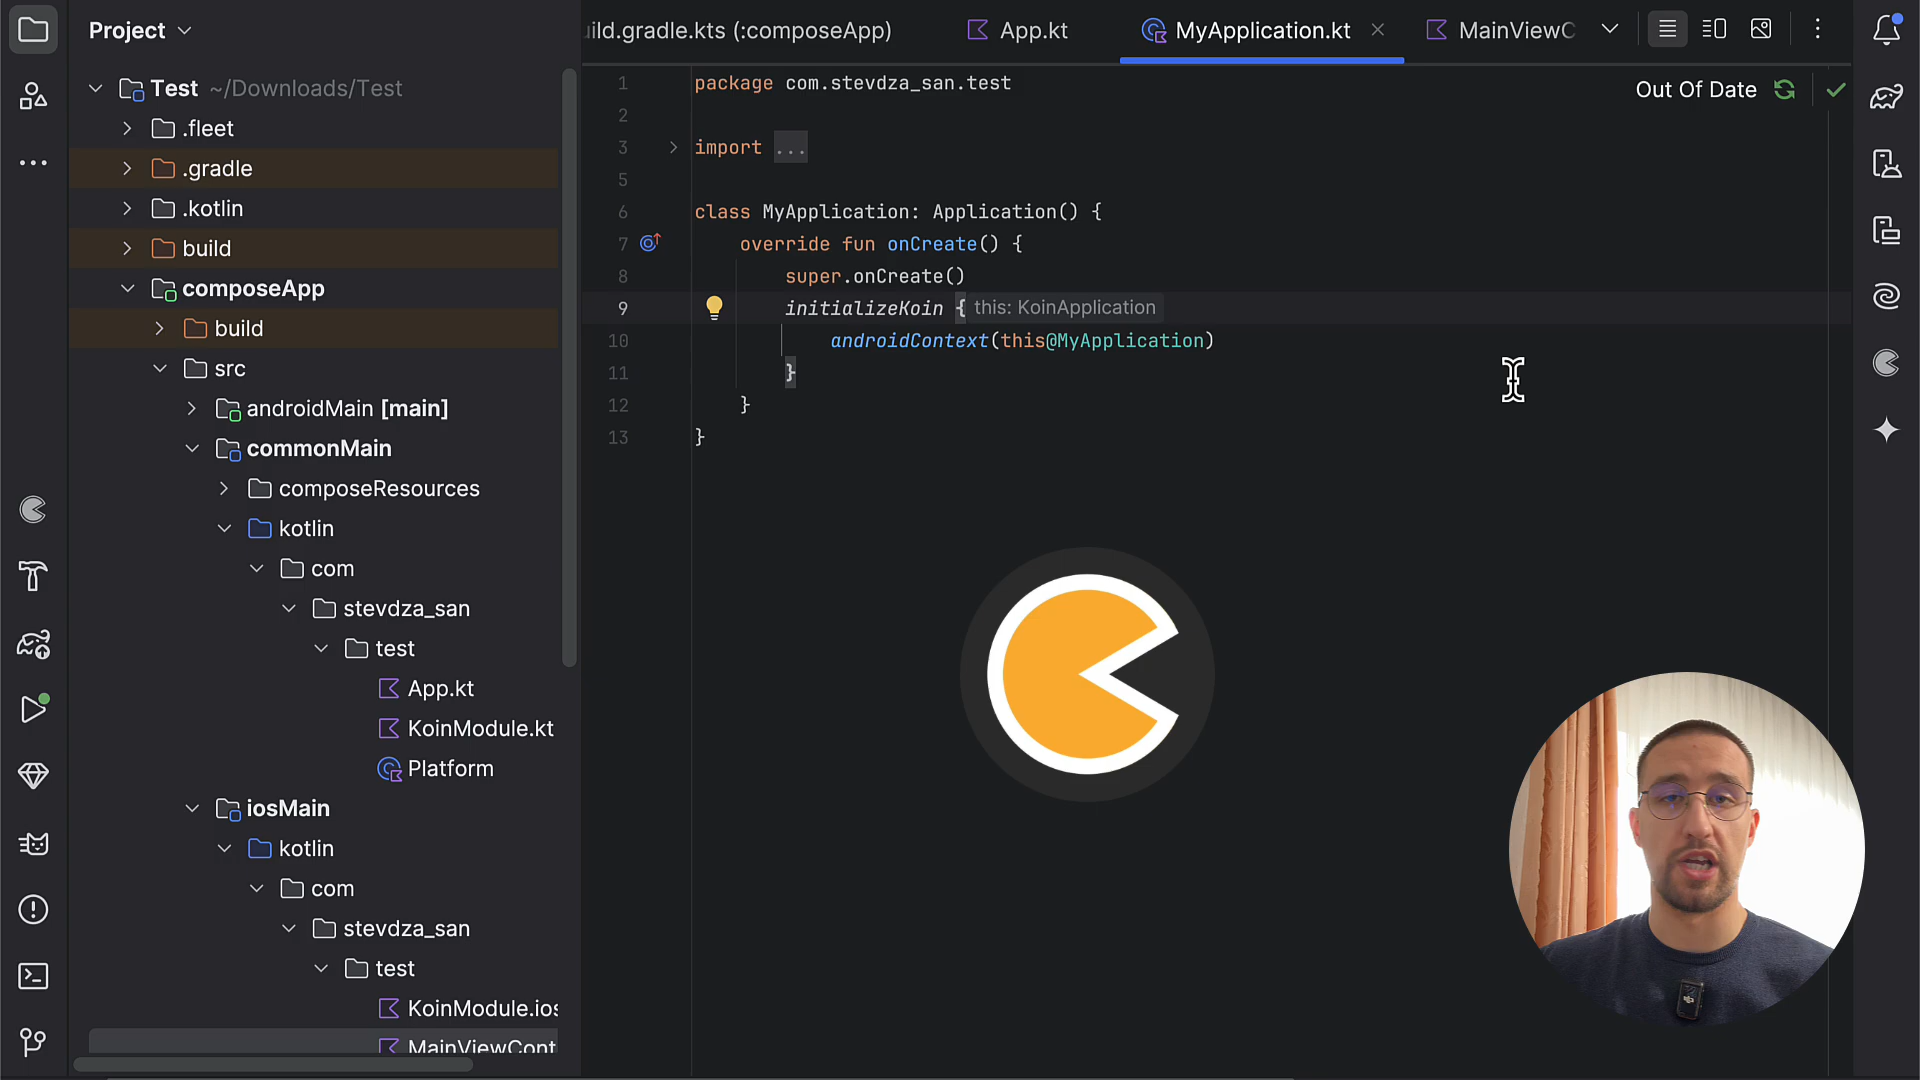 Project
Test ~/Downloads/Test
.fleet
.gradle
.kotlin
build
composeApp
build
src
androidMain [main]
commonMain
composeResources
kotlin
com
stevdza_san
test
App.kt
KoinModule.kt
Platform
iosMain
kotlin
com
stevdza_san
test
KoinModule.ios
MainViewCont
ild.gradle.kts (:composeApp)
App.kt
MyApplication.kt
MainViewC
Out Of Date
1 package com.stevdza_san.test
2
3 import ...
5
6 class MyApplication: Application() {
7 override fun onCreate() {
8 super.onCreate()
9 initializeKoin { this: KoinApplication
10 androidContext(this@MyApplication)
11 }
12 }
13 }